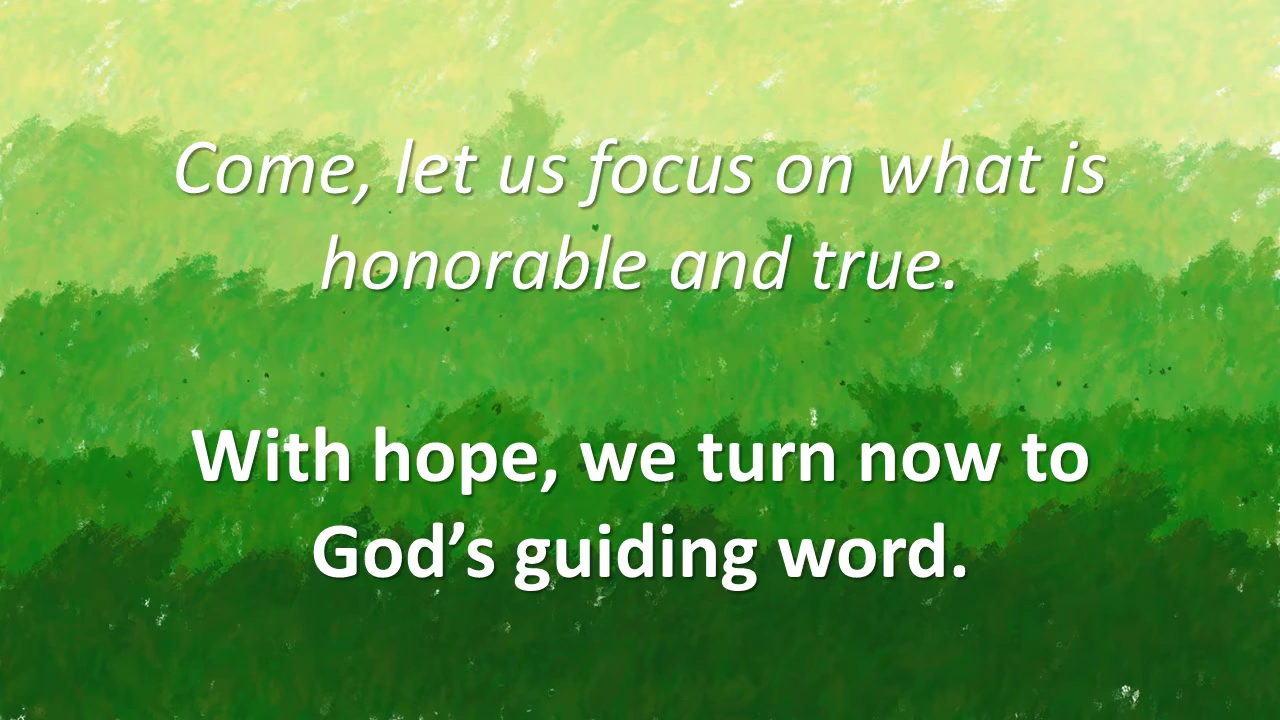 Come, let us focus on what is
honorable and true.
With hope, we turn now to
God’s guiding word.